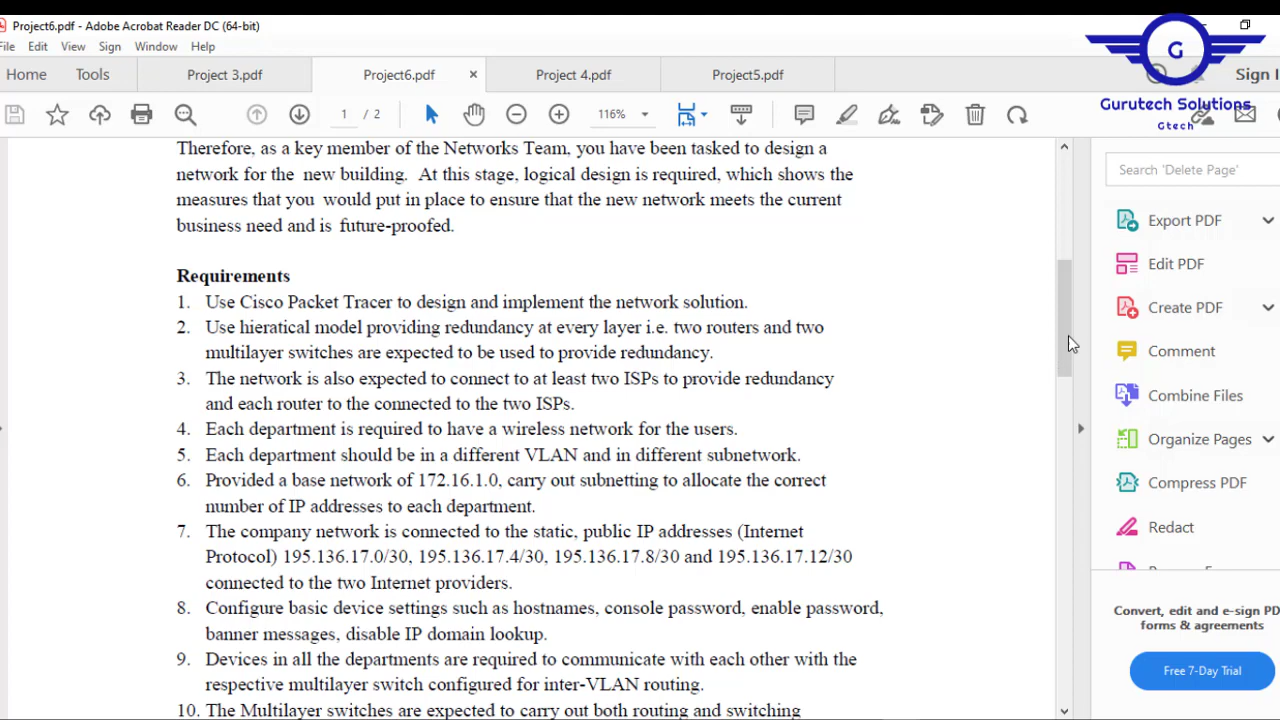 Project6.pdf - Adobe Acrobat Reader DC (64-bit)
File Edit View Sign Window Help
Home Tools Project 3.pdf Project6.pdf × Project 4.pdf Project5.pdf Sign I
1 / 2 116%
G
Gurutech Solutions
Gtech
Therefore, as a key member of the Networks Team, you have been tasked to design a
network for the new building. At this stage, logical design is required, which shows the
measures that you would put in place to ensure that the new network meets the current
business need and is future-proofed.
Requirements
1. Use Cisco Packet Tracer to design and implement the network solution.
2. Use hieratical model providing redundancy at every layer i.e. two routers and two
multilayer switches are expected to be used to provide redundancy.
3. The network is also expected to connect to at least two ISPs to provide redundancy
and each router to the connected to the two ISPs.
4. Each department is required to have a wireless network for the users.
5. Each department should be in a different VLAN and in different subnetwork.
6. Provided a base network of 172.16.1.0, carry out subnetting to allocate the correct
number of IP addresses to each department.
7. The company network is connected to the static, public IP addresses (Internet
Protocol) 195.136.17.0/30, 195.136.17.4/30, 195.136.17.8/30 and 195.136.17.12/30
connected to the two Internet providers.
8. Configure basic device settings such as hostnames, console password, enable password,
banner messages, disable IP domain lookup.
9. Devices in all the departments are required to communicate with each other with the
respective multilayer switch configured for inter-VLAN routing.
10. The Multilayer switches are expected to carry out both routing and switching
Search 'Delete Page'
Export PDF
Edit PDF
Create PDF
Comment
Combine Files
Organize Pages
Compress PDF
Redact
Convert, edit and e-sign PD
forms & agreements
Free 7-Day Trial